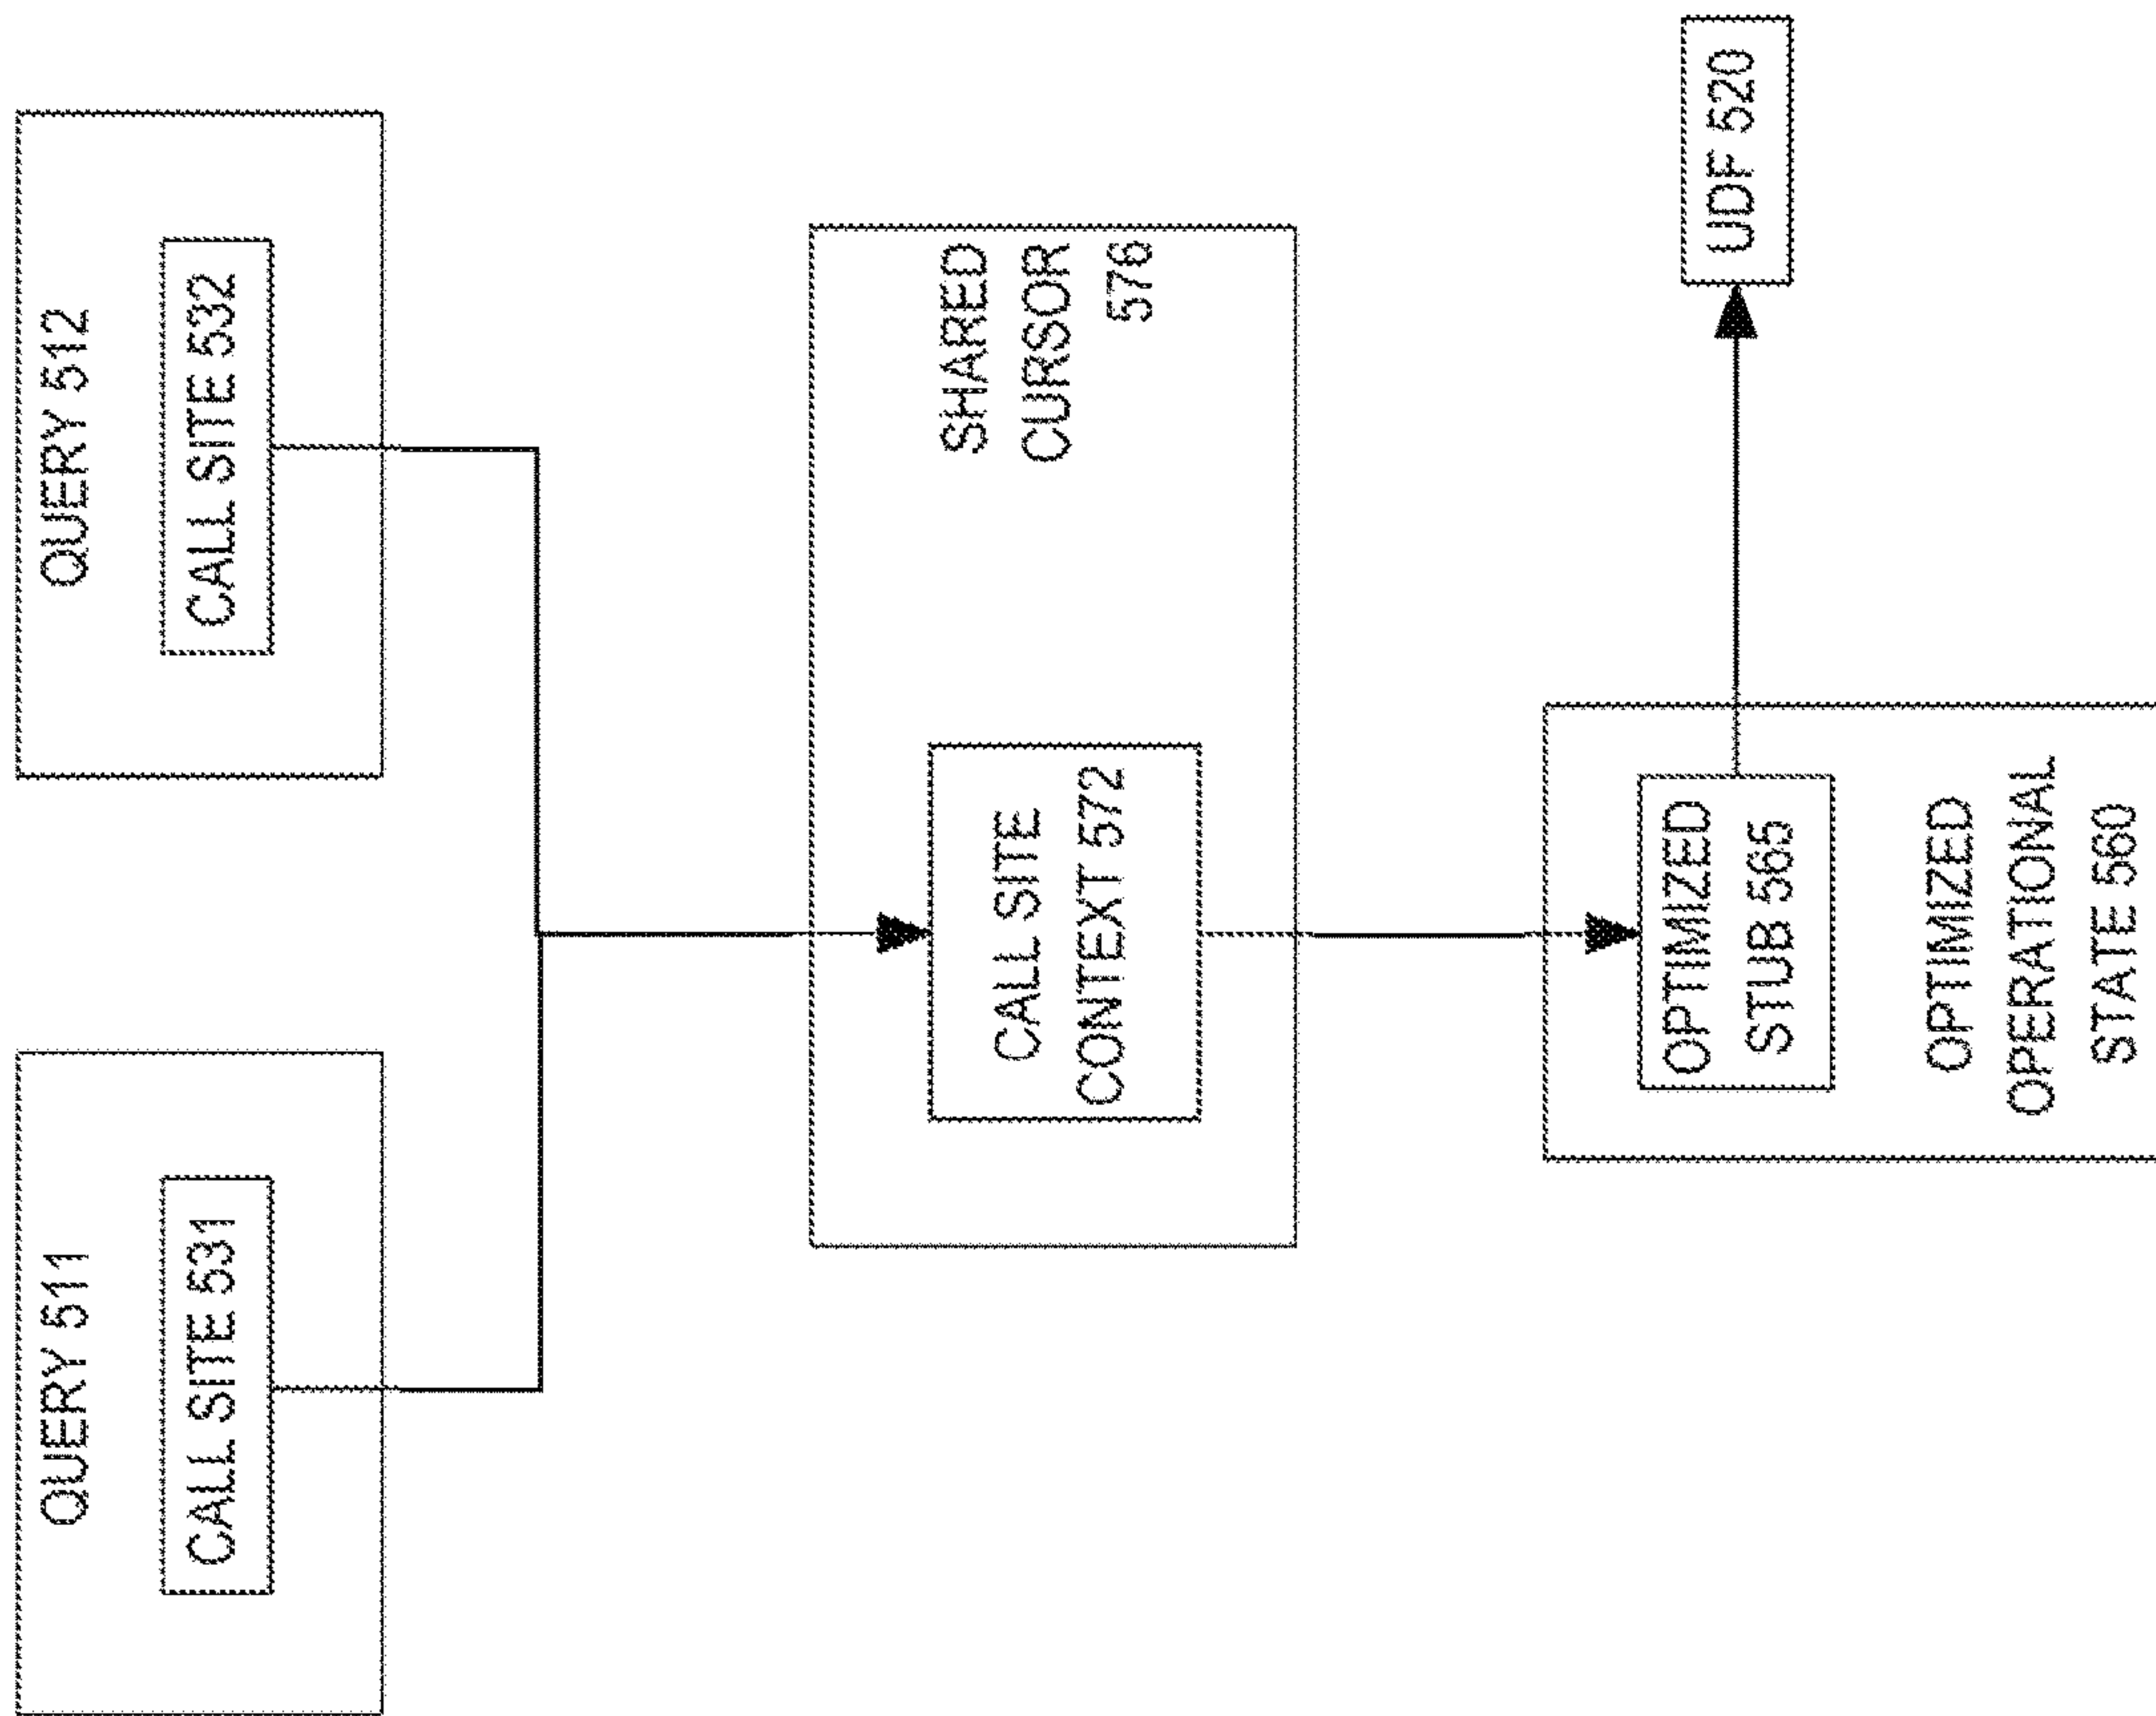 QUERY 511
CALL SITE 531
QUERY 512
CALL SITE 532
CALL SITE
CONTEXT 572
SHARED
CURSOR
576
OPTIMIZED
STUB 565
OPTIMIZED
OPERATIONAL
STATE 560
UDF 520